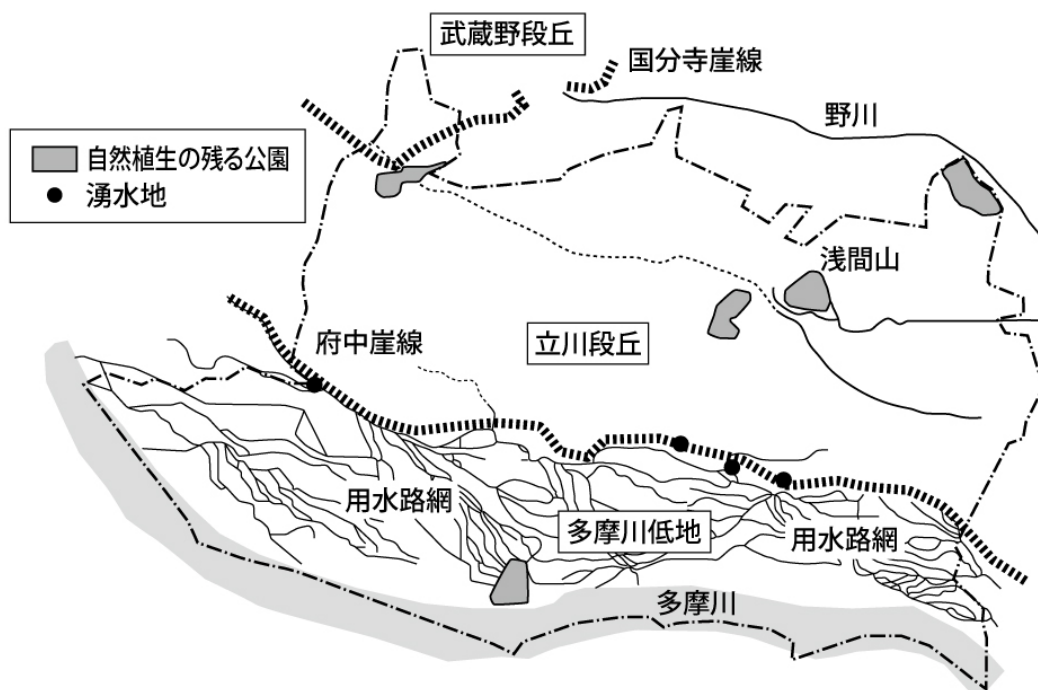 武蔵野段丘
国分寺崖線
野川
自然植生の残る公園
湧水地
浅間山
府中崖線
立川段丘
用水路網
多摩川低地
用水路網
多摩川